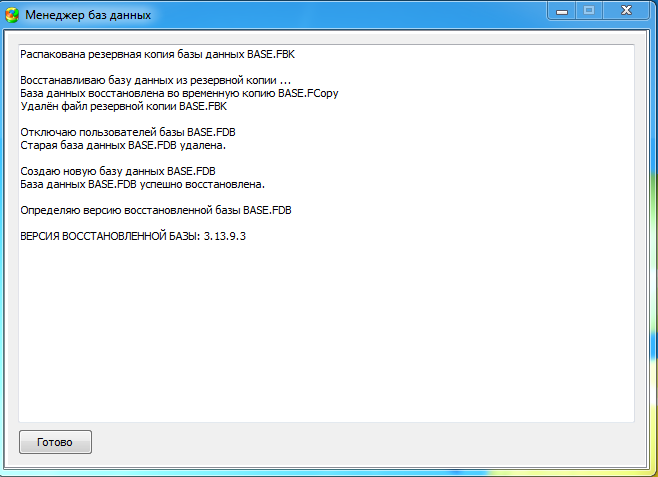 Менеджер баз данных
Распакована резервная копия базы данных BASE.FBK
Восстанавливаю базу данных из резервной копии ...
База данных восстановлена во временную копию BASE.FCopy
Удалён файл резервной копии BASE.FBK
Отключаю пользователей базы BASE.FDB
Старая база данных BASE.FDB удалена.
Создаю новую базу данных BASE.FDB
База данных BASE.FDB успешно восстановлена.
Определяю версию восстановленной базы BASE.FDB
ВЕРСИЯ ВОССТАНОВЛЕННОЙ БАЗЫ: 3.13.9.3
Готово